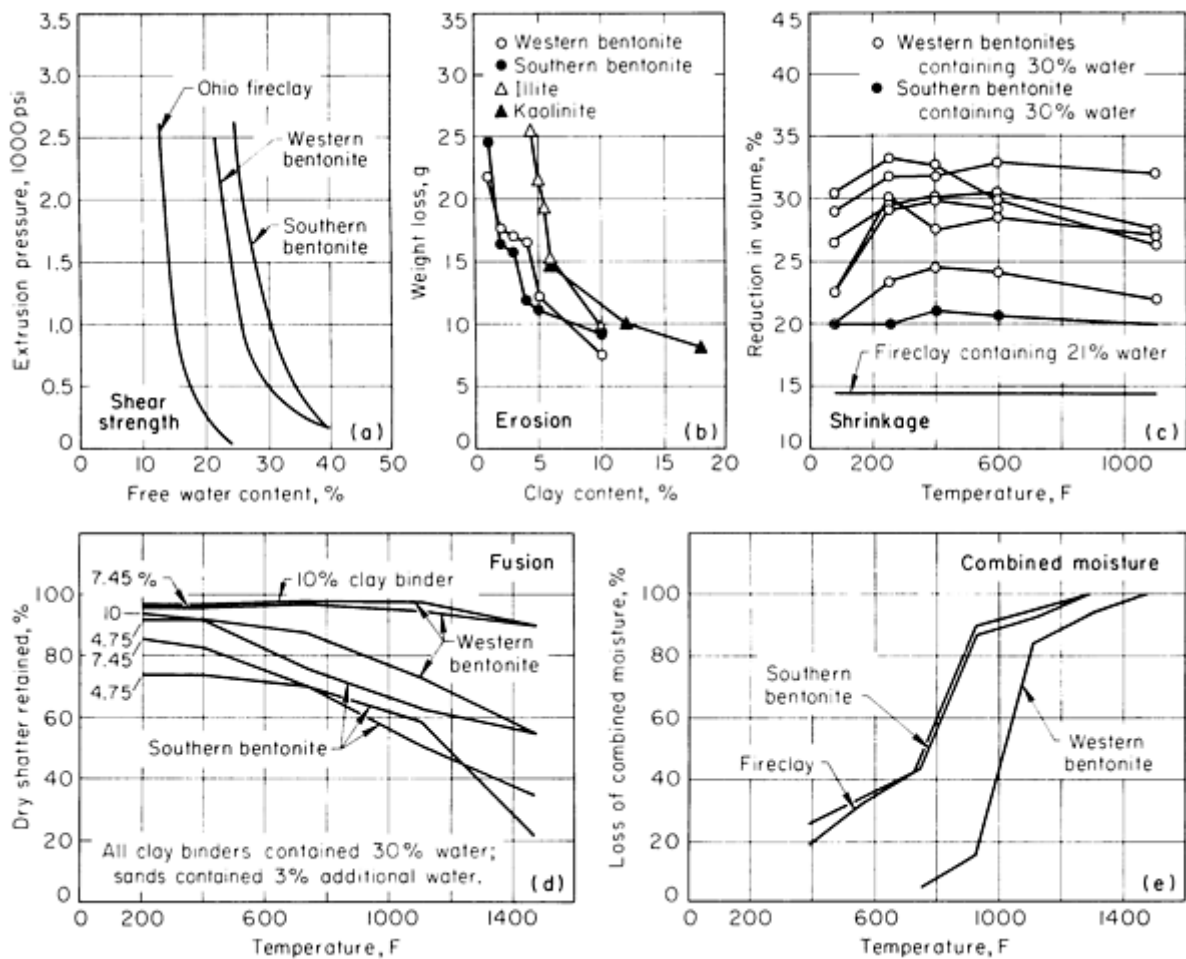 Extrusion pressure, 1000 psi
3.5
3.0
2.5
2.0
1.5
1.0
0.5
0
Ohio fireclay
Western
bentonite
Southern
bentonite
Shear
strength
(a)
0 10 20 30 40 50
Free water content, %
Weight loss, g
35
30
25
20
15
10
5
Western bentonite
Southern bentonite
Illite
Kaolinite
Erosion
(b)
0 5 10 15 20
Clay content, %
Reduction in volume, %
45
40
35
30
25
20
15
10
Western bentonites
containing 30% water
Southern bentonite
containing 30% water
Fireclay containing 21% water
Shrinkage
(c)
0 200 600 1000
Temperature, F
Dry shatter retained, %
100
80
60
40
20
0
Fusion
7.45 %
10% clay binder
10
4.75
7.45
4.75
Western
bentonite
Southern bentonite
All clay binders contained 30% water;
sands contained 3% additional water.
(d)
0 200 600 1000 1400
Temperature, F
Loss of combined moisture, %
100
80
60
40
20
0
Combined moisture
Southern
bentonite
Fireclay
Western
bentonite
(e)
200 600 1000 1400
Temperature, F